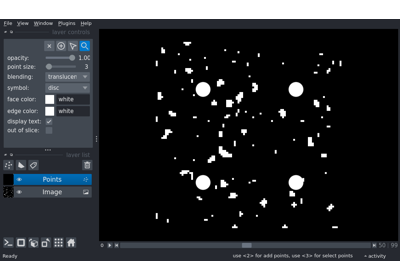 File View Window Plugins Help
layer controls
opacity: 1.00
point size: 3
blending: translucen
symbol: disc
face color: white
edge color: white
display text:
out of slice:
layer list
Points
Image
0 50 99
Ready use <2> for add points, use <3> for select points activity